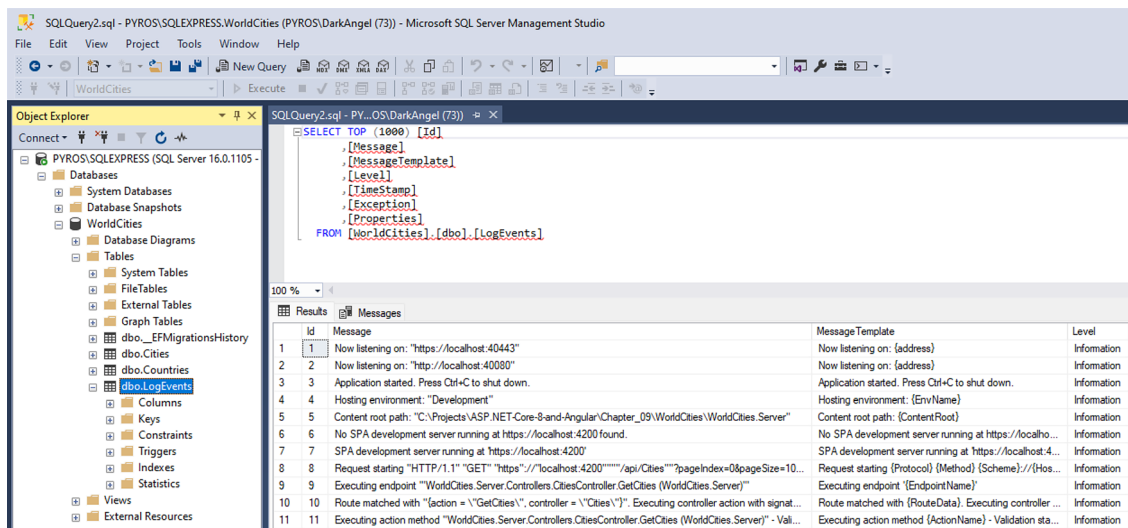 SQLQuery2.sql - PYROS\SQLEXPRESS.WorldCities (PYROS\DarkAngel (73)) - Microsoft SQL Server Management Studio
File Edit View Project Tools Window Help
New Query MDX DMX XMLA DAX
WorldCities Execute
Object Explorer
Connect
PYROS\SQLEXPRESS (SQL Server 16.0.1105 -
Databases
System Databases
Database Snapshots
WorldCities
Database Diagrams
Tables
System Tables
FileTables
External Tables
Graph Tables
dbo.__EFMigrationsHistory
dbo.Cities
dbo.Countries
dbo.LogEvents
Columns
Keys
Constraints
Triggers
Indexes
Statistics
Views
External Resources
SQLQuery2.sql - PY...OS\DarkAngel (73))
SELECT TOP (1000) [Id]
,[Message]
,[MessageTemplate]
,[Level]
,[TimeStamp]
,[Exception]
,[Properties]
FROM [WorldCities].[dbo].[LogEvents]
100 %
Results Messages
Id Message MessageTemplate Level
1 1 Now listening on: "https://localhost:40443" Now listening on: {address} Information
2 2 Now listening on: "http://localhost:40080" Now listening on: {address} Information
3 3 Application started. Press Ctrl+C to shut down. Application started. Press Ctrl+C to shut down. Information
4 4 Hosting environment: "Development" Hosting environment: {EnvName} Information
5 5 Content root path: "C:\Projects\ASP.NET-Core-8-and-Angular\Chapter_09\WorldCities\WorldCities.Server" Content root path: {ContentRoot} Information
6 6 No SPA development server running at https://localhost:4200 found. No SPA development server running at https://localho... Information
7 7 SPA development server running at 'https://localhost:4200' SPA development server running at 'https://localhost:4... Information
8 8 Request starting "HTTP/1.1" "GET" "https"://"localhost:4200""""/api/Cities""?pageIndex=0&pageSize=10... Request starting {Protocol} {Method} {Scheme}://{Hos... Information
9 9 Executing endpoint '"WorldCities.Server.Controllers.CitiesController.GetCities (WorldCities.Server)"' Executing endpoint '{EndpointName}' Information
10 10 Route matched with "{action = \"GetCities\", controller = \"Cities\"}". Executing controller action with signat... Route matched with {RouteData}. Executing controller ... Information
11 11 Executing action method "WorldCities.Server.Controllers.CitiesController.GetCities (WorldCities.Server)" - Vali... Executing action method {ActionName} - Validation sta... Information